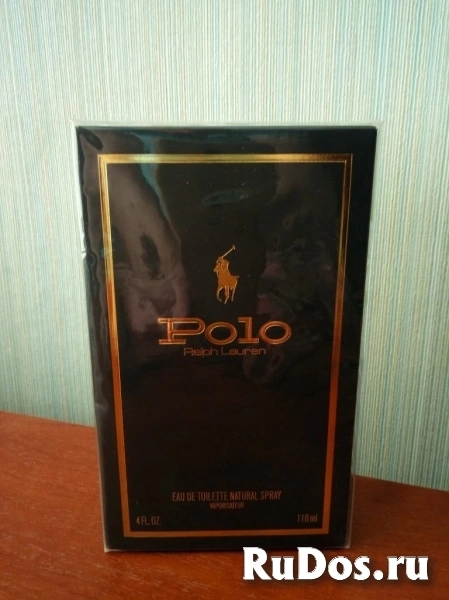 Polo
Ralph Lauren
EAU DE TOILETTE NATURAL SPRAY
VAPORISATEUR
4 FL. OZ. 118 ml
RuDos.ru